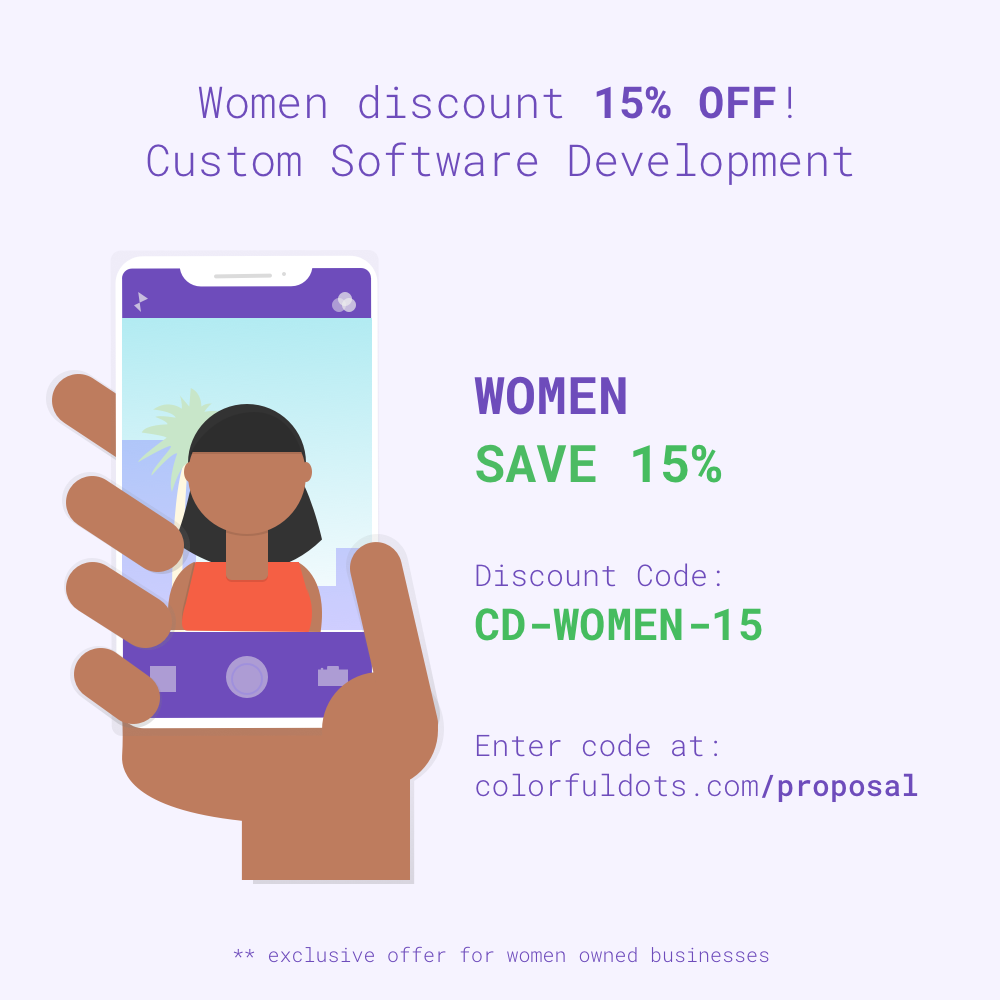 Women discount 15% OFF!
Custom Software Development
WOMEN
SAVE 15%
Discount Code:
CD-WOMEN-15
Enter code at:
colorfuldots.com/proposal
** exclusive offer for women owned businesses